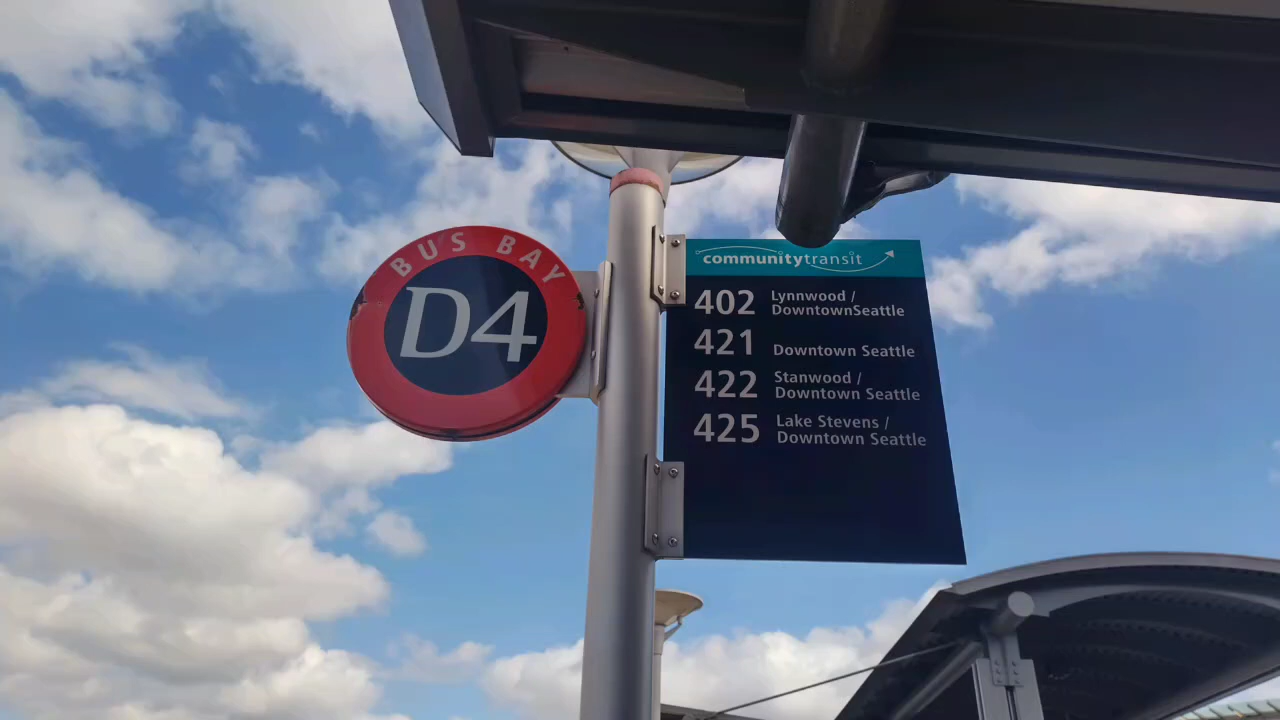 BUS BAY
D4
communitytransit
402 Lynnwood /
DowntownSeattle
421 Downtown Seattle
422 Stanwood /
Downtown Seattle
425 Lake Stevens /
Downtown Seattle